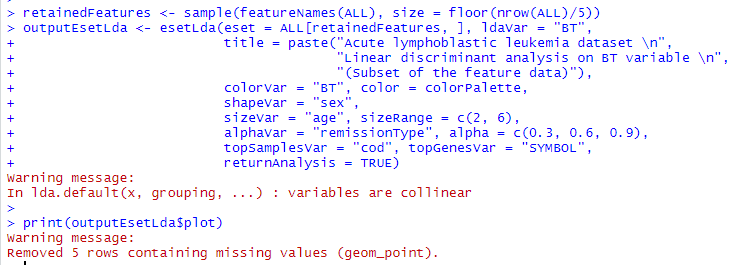 > retainedFeatures <- sample(featureNames(ALL), size = floor(nrow(ALL)/5))
> outputEsetLda <- esetLda(eset = ALL[retainedFeatures, ], ldaVar = "BT",
+                          title = paste("Acute lymphoblastic leukemia dataset \n",
+                                        "Linear discriminant analysis on BT variable \n",
+                                        "(Subset of the feature data)"),
+                          colorVar = "BT", color = colorPalette,
+                          shapeVar = "sex",
+                          sizeVar = "age", sizeRange = c(2, 6),
+                          alphaVar = "remissionType", alpha = c(0.3, 0.6, 0.9),
+                          topSamplesVar = "cod", topGenesVar = "SYMBOL",
+                          returnAnalysis = TRUE)
Warning message:
In lda.default(x, grouping, ...) : variables are collinear
>
> print(outputEsetLda$plot)
Warning message:
Removed 5 rows containing missing values (geom_point).